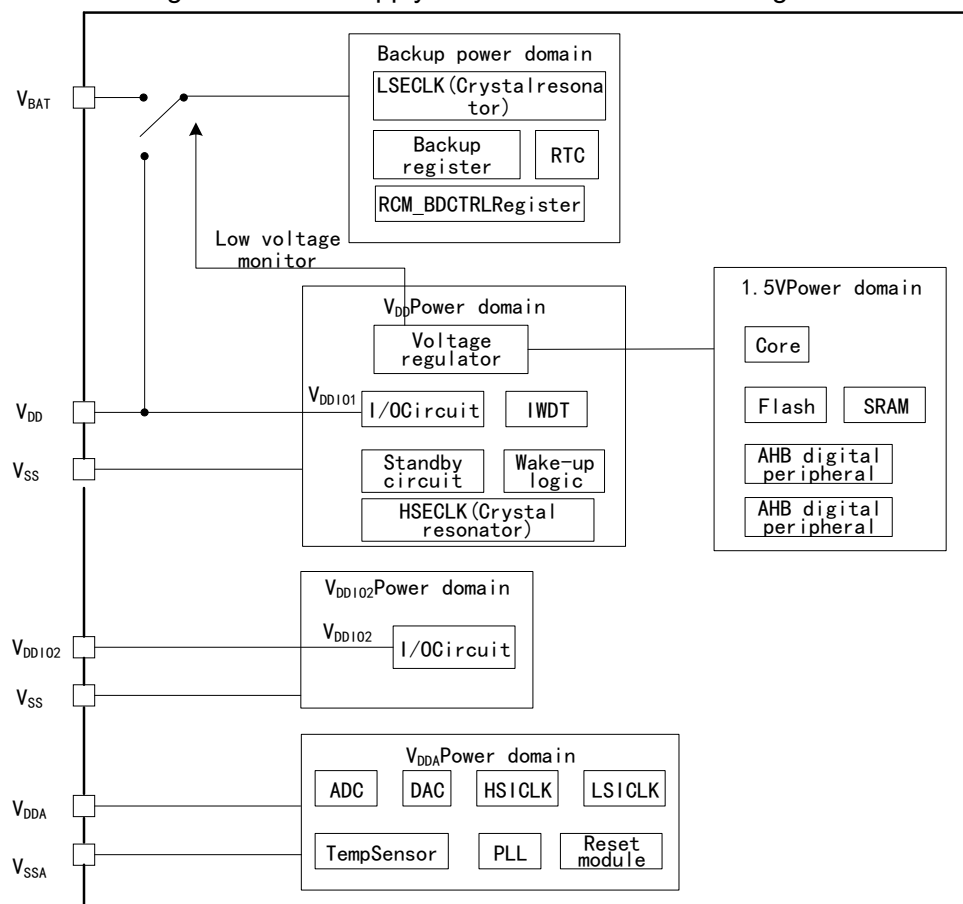 Backup power domain
LSECLK(Crystalresona
tor)
VBAT
Backup
register
RTC
RCM_BDCTRLRegister
Low voltage
monitor
VDDPower domain
Voltage
regulator
1.5VPower domain
Core
VDD
VDDIO1
I/OCircuit
IWDT
Flash
SRAM
VSS
Standby
circuit
Wake-up
logic
AHB digital
peripheral
HSECLK(Crystal
resonator)
AHB digital
peripheral
VDDIO2Power domain
VDDIO2
VDDIO2
I/OCircuit
VSS
VDDAPower domain
ADC
DAC
HSICLK
LSICLK
VDDA
TempSensor
PLL
Reset
module
VSSA